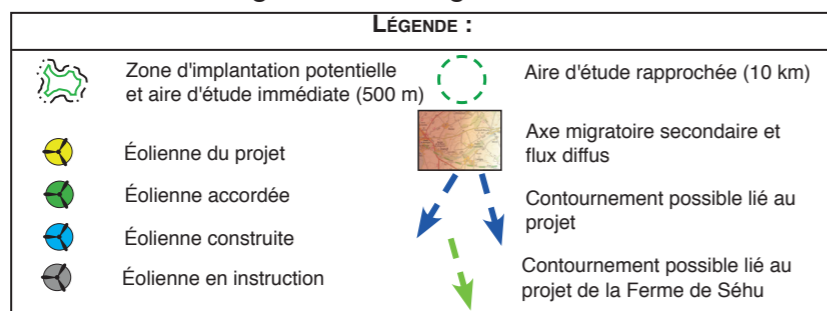 LÉGENDE :
Zone d'implantation potentielle
et aire d'étude immédiate (500 m)
Éolienne du projet
Éolienne accordée
Éolienne construite
Éolienne en instruction
Aire d'étude rapprochée (10 km)
Axe migratoire secondaire et
flux diffus
Contournement possible lié au
projet
Contournement possible lié au
projet de la Ferme de Séhu